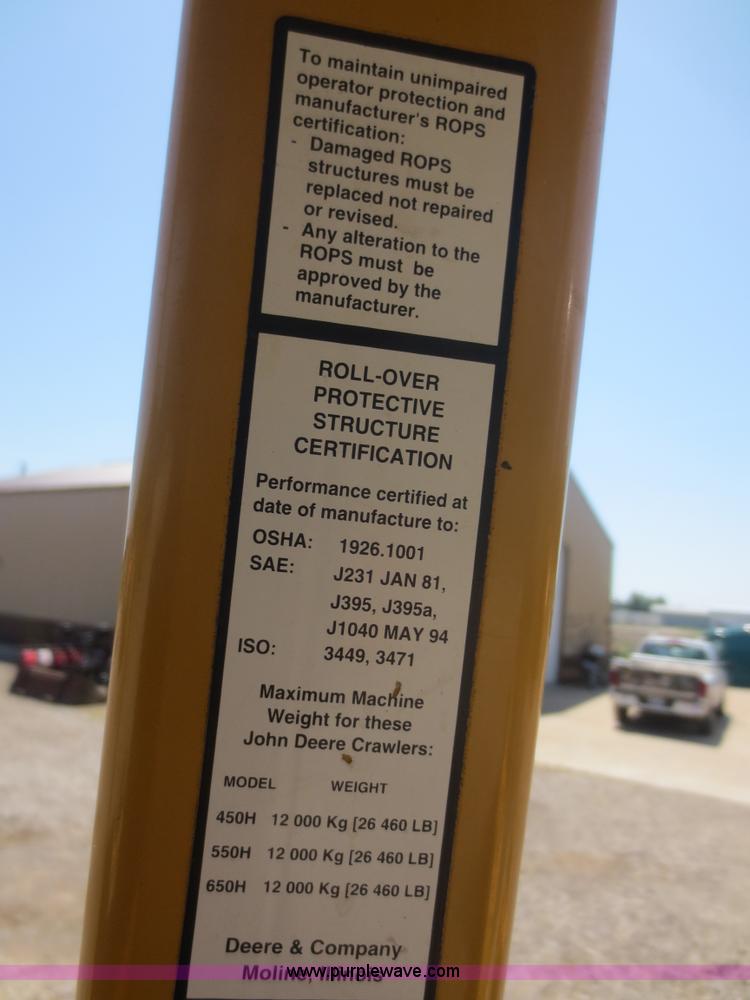 To maintain unimpaired
operator protection and
manufacturer's ROPS
certification:
- Damaged ROPS
structures must be
replaced not repaired
or revised.
- Any alteration to the
ROPS must be
approved by the
manufacturer.
ROLL-OVER
PROTECTIVE
STRUCTURE
CERTIFICATION
Performance certified at
date of manufacture to:
OSHA: 1926.1001
SAE: J231 JAN 81,
J395, J395a,
J1040 MAY 94
ISO: 3449, 3471
Maximum Machine
Weight for these
John Deere Crawlers:
MODEL WEIGHT
450H 12 000 Kg [26 460 LB]
550H 12 000 Kg [26 460 LB]
650H 12 000 Kg [26 460 LB]
Deere & Company
Moline, Illinois
www.purplewave.com